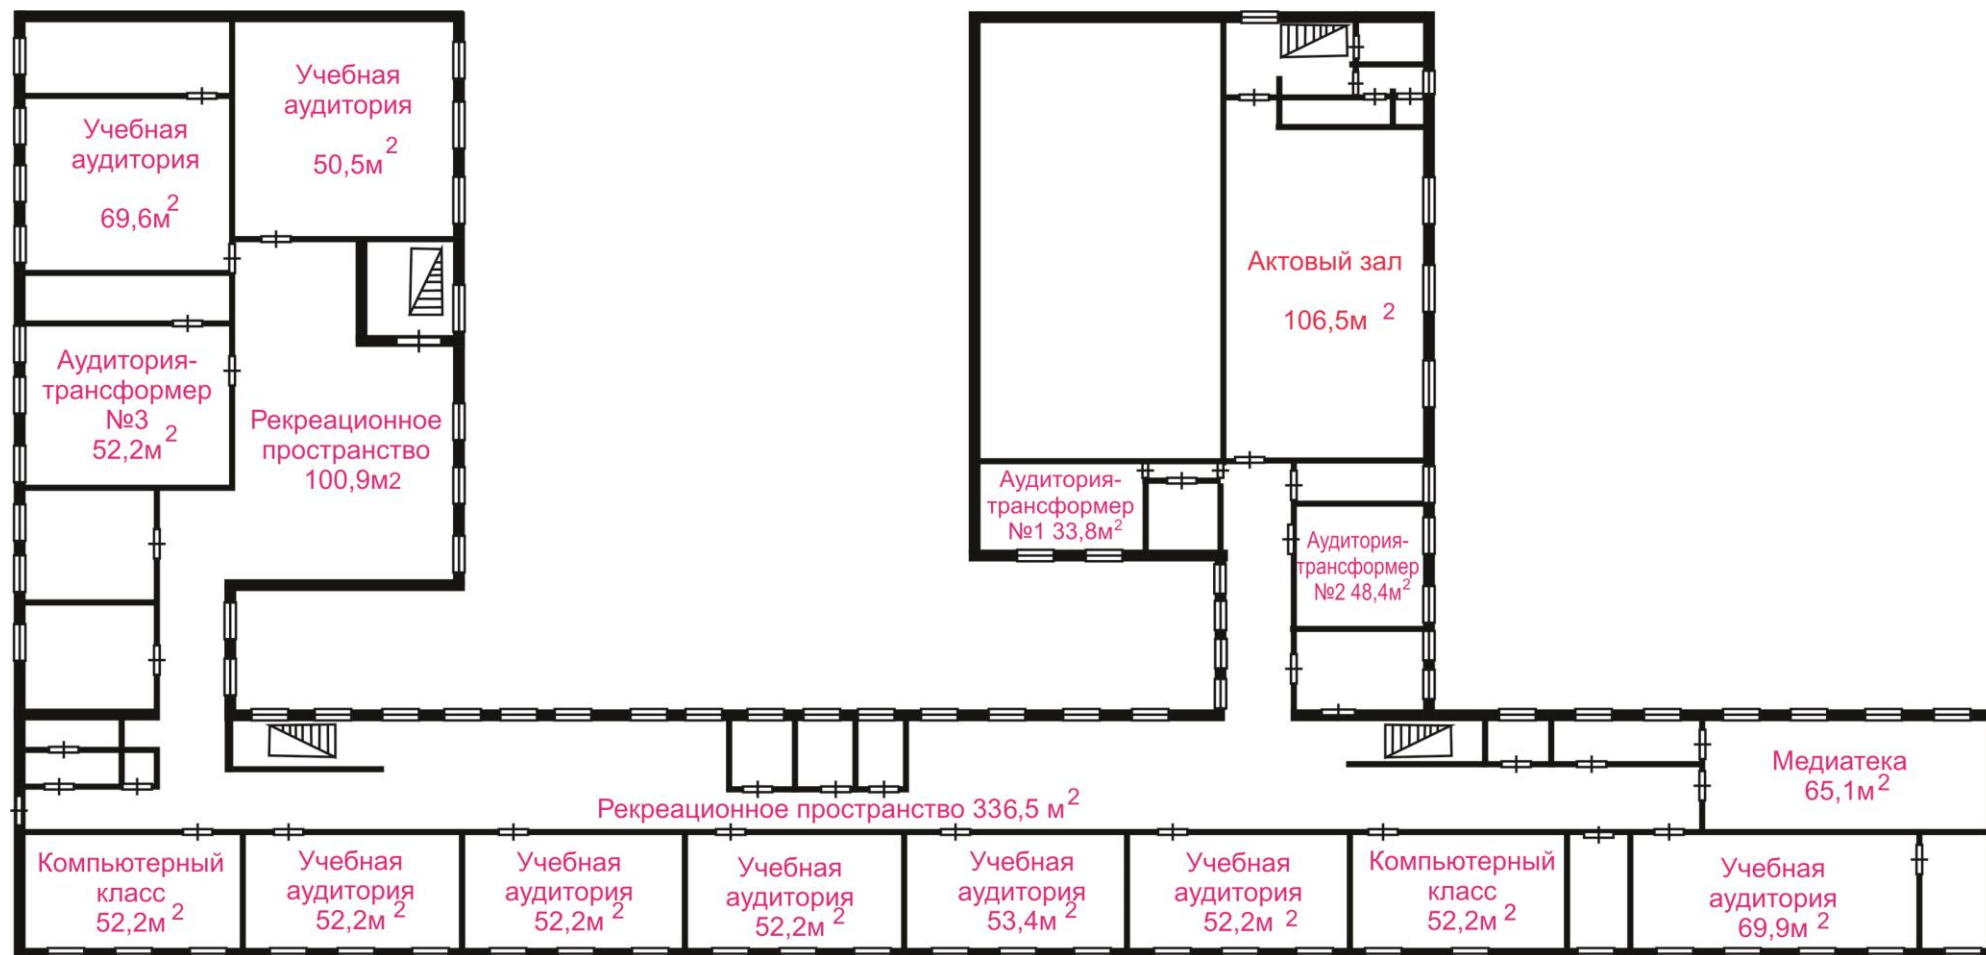 Учебная
аудитория
50,5м²
Учебная
аудитория
69,6м²
Аудитория-
трансформер
№3
52,2м²
Рекреационное
пространство
100,9м2
Актовый зал
106,5м ²
Аудитория-
трансформер
№1 33,8м²
Аудитория-
трансформер
№2 48,4м²
Медиатека
65,1м²
Рекреационное пространство 336,5 м²
Компьютерный
класс
52,2м ²
Учебная
аудитория
52,2м ²
Учебная
аудитория
52,2м ²
Учебная
аудитория
52,2м ²
Учебная
аудитория
53,4м ²
Учебная
аудитория
52,2м ²
Компьютерный
класс
52,2м ²
Учебная
аудитория
69,9м ²